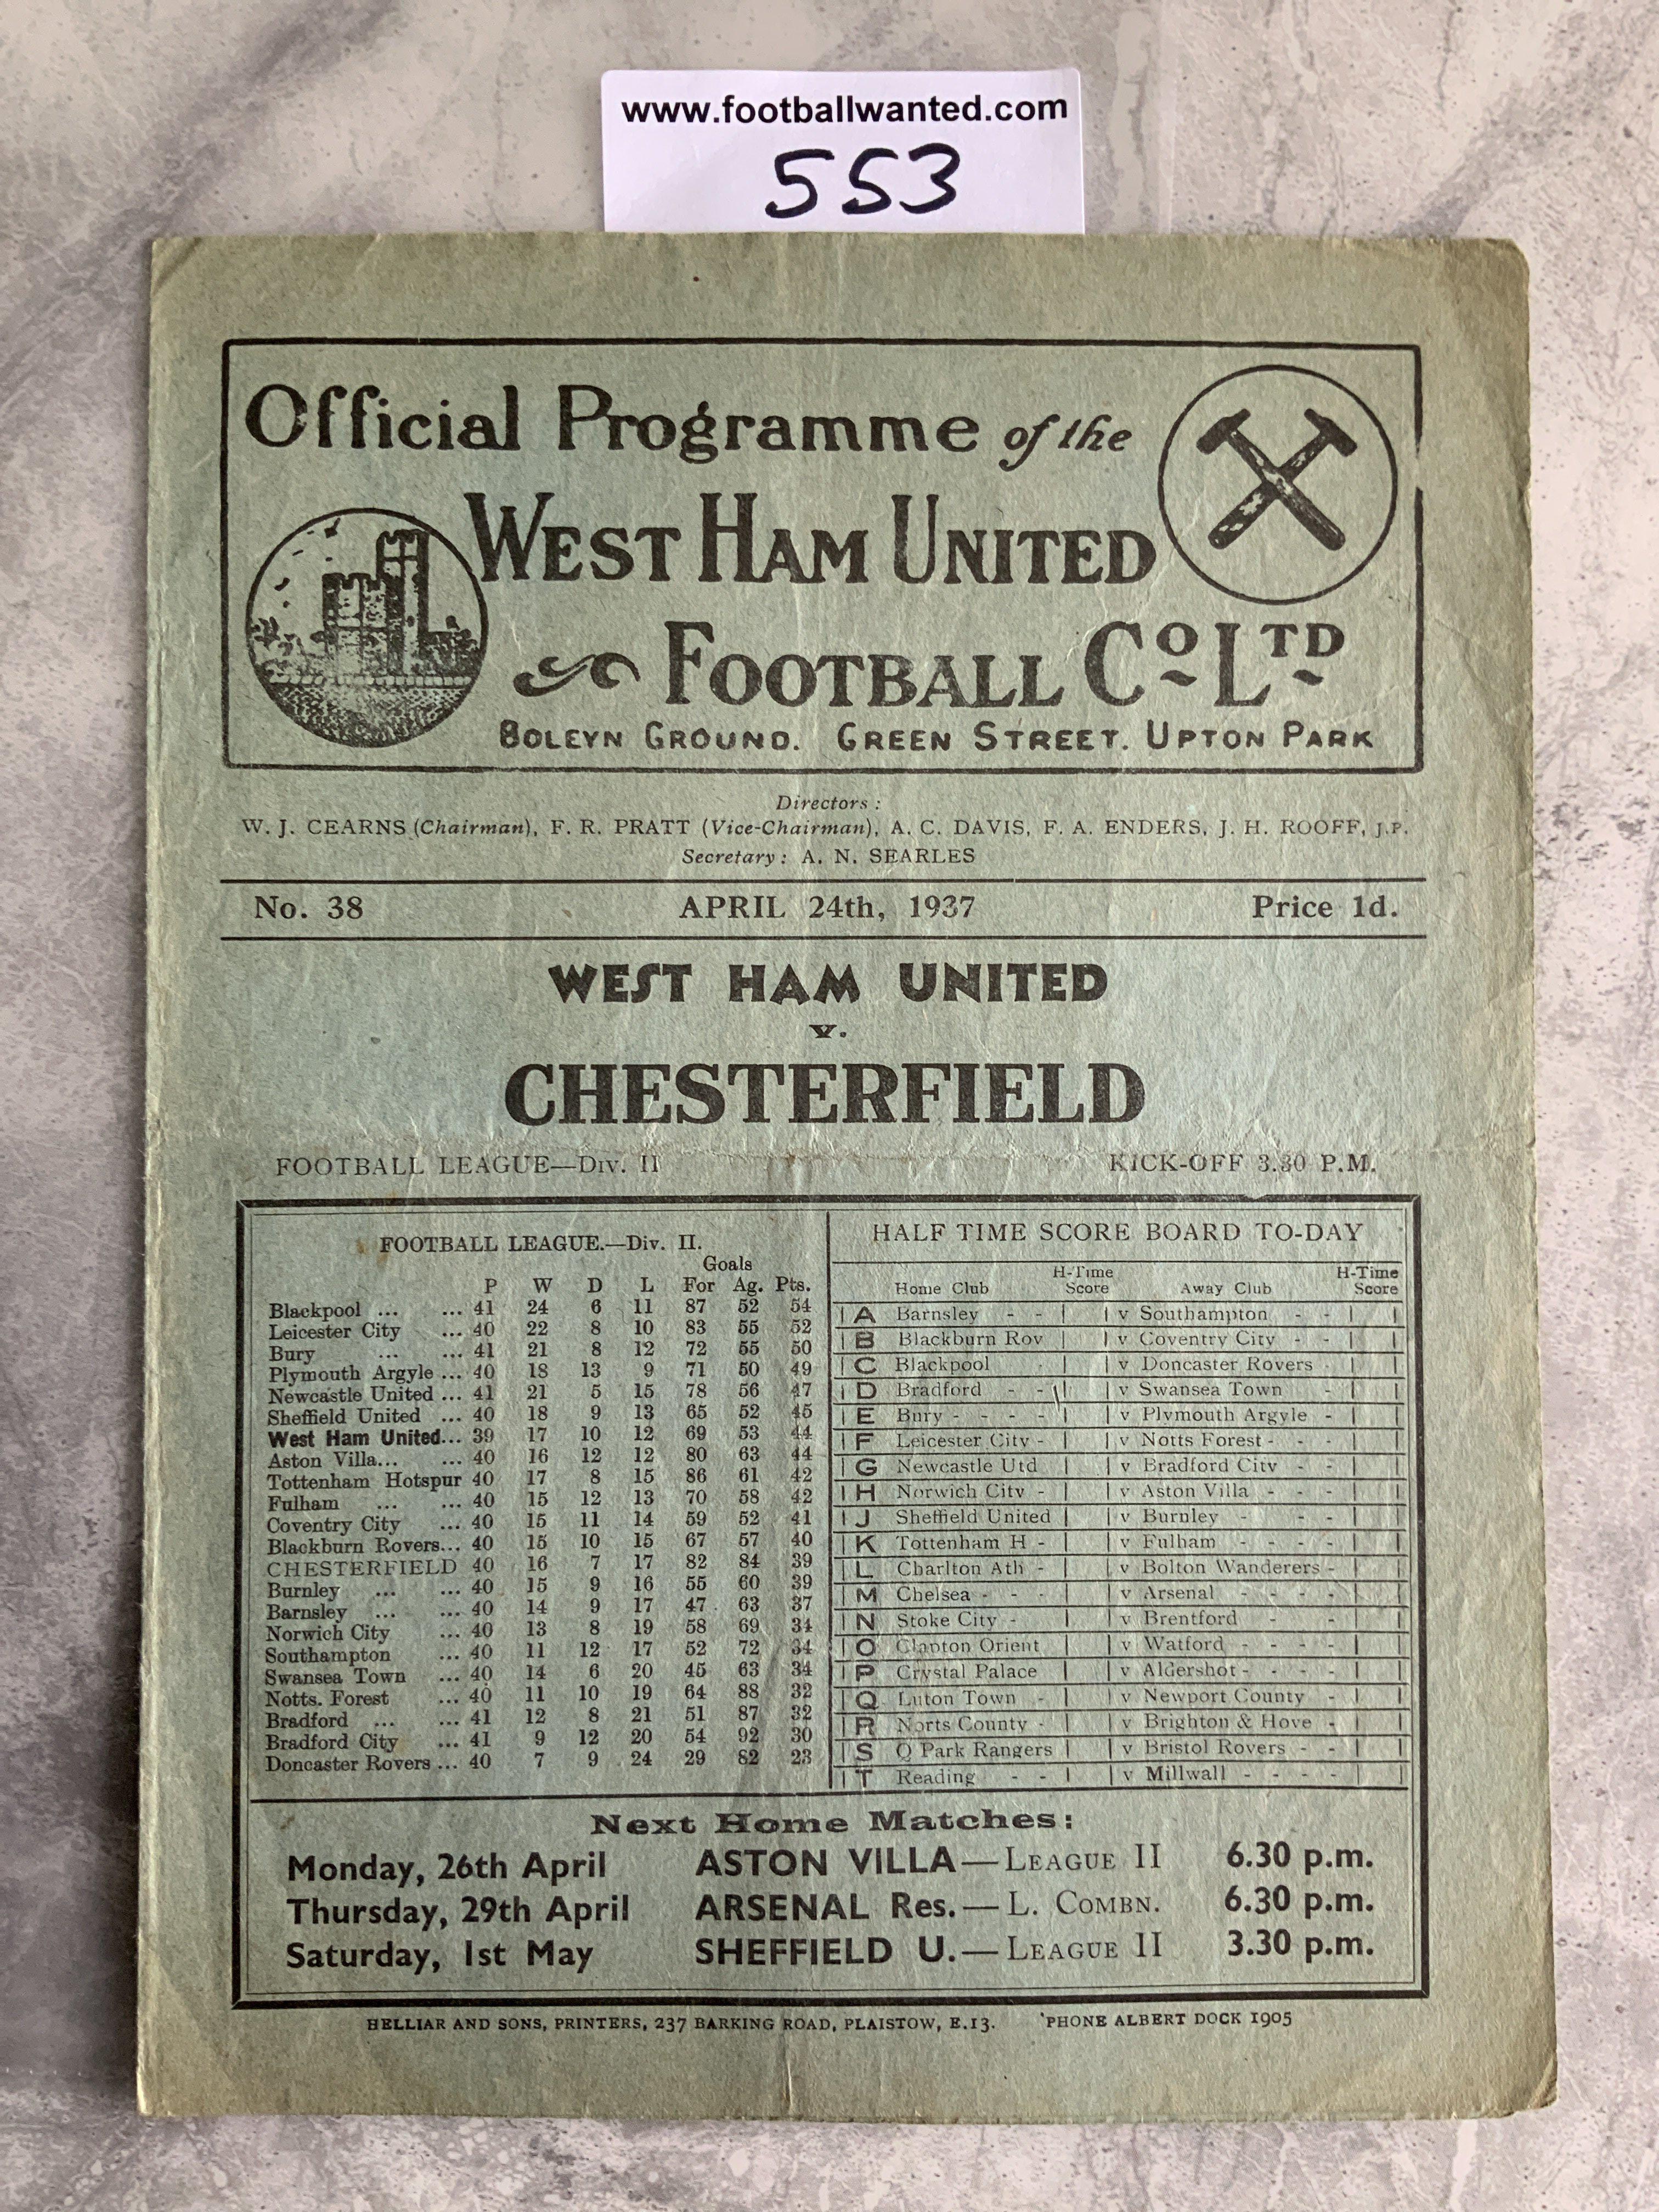 www.footballwanted.com
553
Official Programme of the
WEST HAM UNITED
FOOTBALL CO LTD
BOLEYN GROUND. GREEN STREET. UPTON PARK
Directors :
W. J. CEARNS (Chairman), F. R. PRATT (Vice-Chairman), A. C. DAVIS, F. A. ENDERS, J. H. ROOFF, J.P.
Secretary : A. N. SEARLES
No. 38 APRIL 24th, 1937 Price 1d.
WEST HAM UNITED
v.
CHESTERFIELD
FOOTBALL LEAGUE—DIV. II KICK-OFF 3.30 P.M.
FOOTBALL LEAGUE.—Div. II.
Goals
P W D L For Ag. Pts.
Blackpool ... ... 41 24 6 11 87 52 54
Leicester City ... 40 22 8 10 83 55 52
Bury ... ... 41 21 8 12 72 55 50
Plymouth Argyle ... 40 18 13 9 71 50 49
Newcastle United ... 41 21 5 15 78 56 47
Sheffield United ... 40 18 9 13 65 52 45
West Ham United... 39 17 10 12 69 53 44
Aston Villa... ... 40 16 12 12 80 63 44
Tottenham Hotspur 40 17 8 15 86 61 42
Fulham ... ... 40 15 12 13 70 58 42
Coventry City ... 40 15 11 14 59 52 41
Blackburn Rovers... 40 15 10 15 67 57 40
CHESTERFIELD 40 16 7 17 82 84 39
Burnley ... ... 40 15 9 16 55 60 39
Barnsley ... ... 40 14 9 17 47 63 37
Norwich City ... 40 13 8 19 58 69 34
Southampton ... 40 11 12 17 52 72 34
Swansea Town ... 40 14 6 20 45 63 34
Notts. Forest ... 40 11 10 19 64 88 32
Bradford ... ... 41 12 8 21 51 87 32
Bradford City ... 41 9 12 20 54 92 30
Doncaster Rovers ... 40 7 9 24 29 82 23
HALF TIME SCORE BOARD TO-DAY
Home Club H-Time Score Away Club H-Time Score
A Barnsley - - v Southampton - -
B Blackburn Rov v Coventry City - -
C Blackpool - v Doncaster Rovers -
D Bradford - - v Swansea Town -
E Bury - - - - v Plymouth Argyle -
F Leicester City - v Notts Forest - - -
G Newcastle Utd v Bradford City - -
H Norwich City - v Aston Villa - - -
J Sheffield United v Burnley - - -
K Tottenham H - v Fulham - - - -
L Charlton Ath - v Bolton Wanderers -
M Chelsea - - - v Arsenal - - - -
N Stoke City - - v Brentford - -
O Clapton Orient v Watford - - - -
P Crystal Palace v Aldershot - - - -
Q Luton Town - v Newport County -
R Norts County - v Brighton & Hove -
S Q Park Rangers v Bristol Rovers - -
T Reading - - v Millwall - - - -
Next Home Matches:
Monday, 26th April ASTON VILLA—LEAGUE II 6.30 p.m.
Thursday, 29th April ARSENAL Res.—L. COMBN. 6.30 p.m.
Saturday, 1st May SHEFFIELD U.—LEAGUE II 3.30 p.m.
HELLIAR AND SONS, PRINTERS, 237 BARKING ROAD, PLAISTOW, E.13. 'PHONE ALBERT DOCK 1905